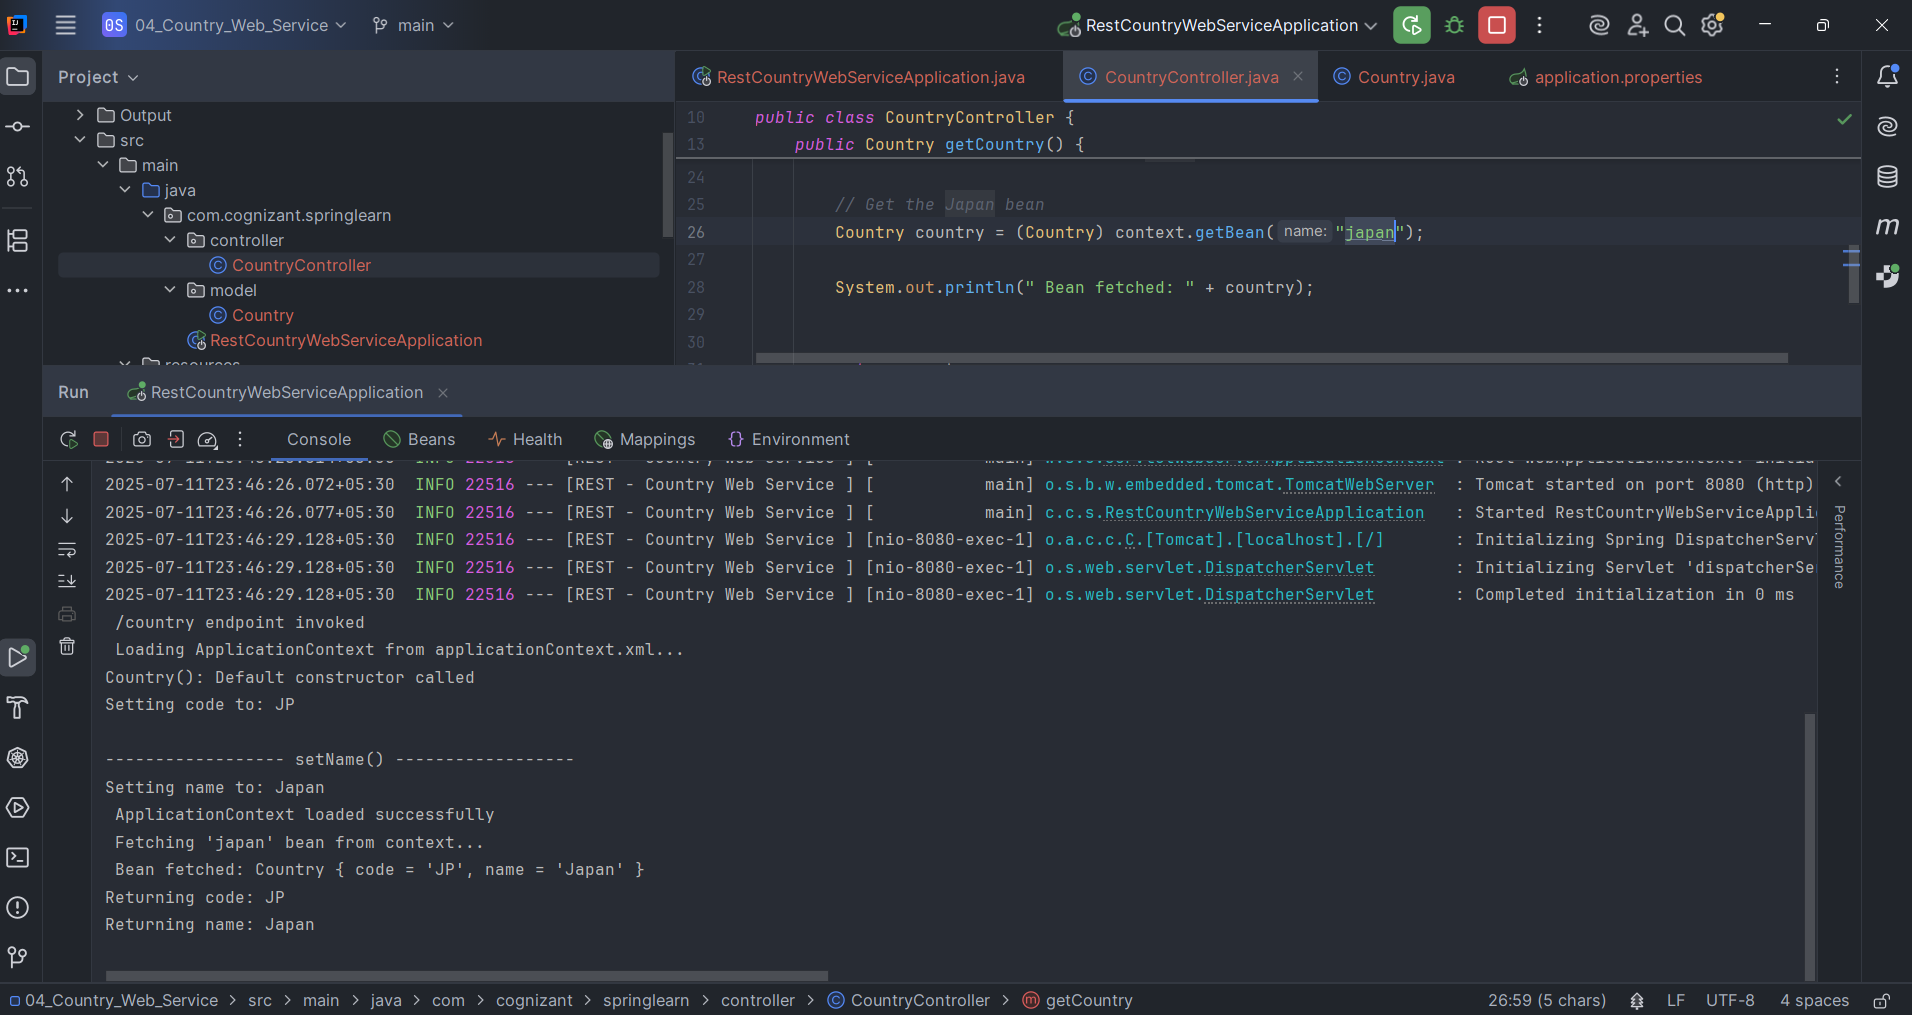 OS 04_Country_Web_Service main RestCountryWebServiceApplication
Project
RestCountryWebServiceApplication.java CountryController.java Country.java application.properties
Output
src
main
java
com.cognizant.springlearn
controller
CountryController
model
Country
RestCountryWebServiceApplication
resources
10 public class CountryController {
13 public Country getCountry() {
24
25 // Get the Japan bean
26 Country country = (Country) context.getBean( name: "japan");
27
28 System.out.println(" Bean fetched: " + country);
29
30
Run RestCountryWebServiceApplication
Console Beans Health Mappings Environment
2025-07-11T23:46:26.072+05:30 INFO 22516 --- [REST - Country Web Service ] [ main] o.s.b.w.embedded.tomcat.TomcatWebServer : Tomcat started on port 8080 (http)
2025-07-11T23:46:26.077+05:30 INFO 22516 --- [REST - Country Web Service ] [ main] c.c.s.RestCountryWebServiceApplication : Started RestCountryWebServiceAppli
2025-07-11T23:46:29.128+05:30 INFO 22516 --- [REST - Country Web Service ] [nio-8080-exec-1] o.a.c.c.C.[Tomcat].[localhost].[/] : Initializing Spring DispatcherServ
2025-07-11T23:46:29.128+05:30 INFO 22516 --- [REST - Country Web Service ] [nio-8080-exec-1] o.s.web.servlet.DispatcherServlet : Initializing Servlet 'dispatcherSe
2025-07-11T23:46:29.128+05:30 INFO 22516 --- [REST - Country Web Service ] [nio-8080-exec-1] o.s.web.servlet.DispatcherServlet : Completed initialization in 0 ms
/country endpoint invoked
Loading ApplicationContext from applicationContext.xml...
Country(): Default constructor called
Setting code to: JP
------------------ setName() ------------------
Setting name to: Japan
ApplicationContext loaded successfully
Fetching 'japan' bean from context...
Bean fetched: Country { code = 'JP', name = 'Japan' }
Returning code: JP
Returning name: Japan
Performance
04_Country_Web_Service > src > main > java > com > cognizant > springlearn > controller > CountryController > getCountry 26:59 (5 chars) LF UTF-8 4 spaces